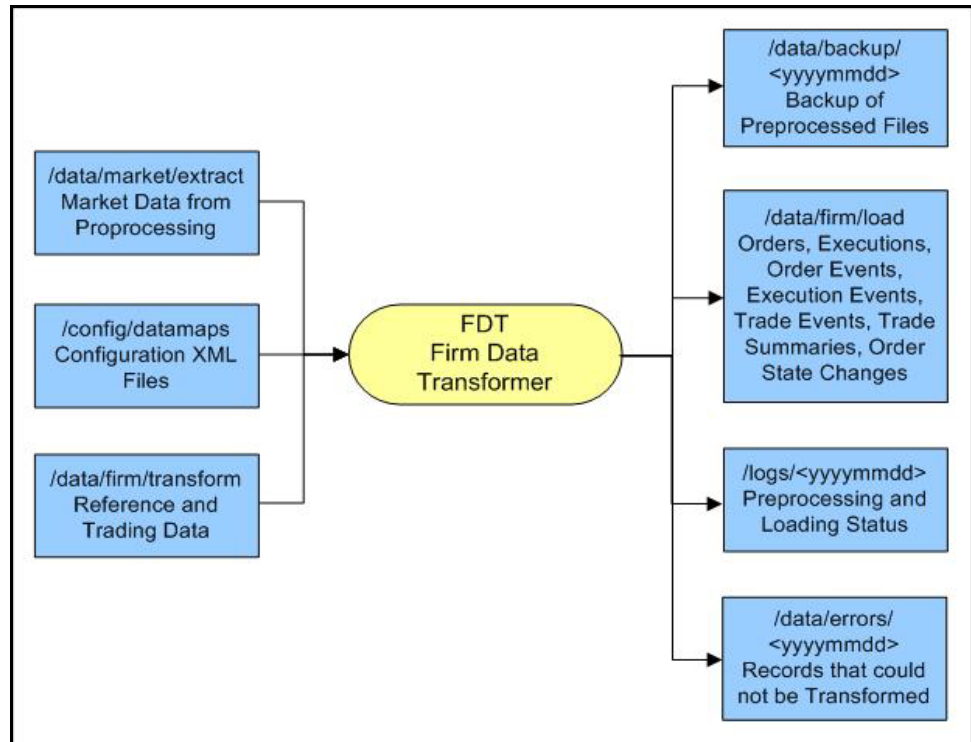 /data/market/extract
Market Data from
Proprocessing
/config/datamaps
Configuration XML
Files
/data/firm/transform
Reference and
Trading Data
FDT
Firm Data
Transformer
/data/backup/
<yyyymmdd>
Backup of
Preprocessed Files
/data/firm/load
Orders, Executions,
Order Events,
Execution Events,
Trade Events, Trade
Summaries, Order
State Changes
/logs/<yyyymmdd>
Preprocessing and
Loading Status
/data/errors/
<yyyymmdd>
Records that could
not be Transformed